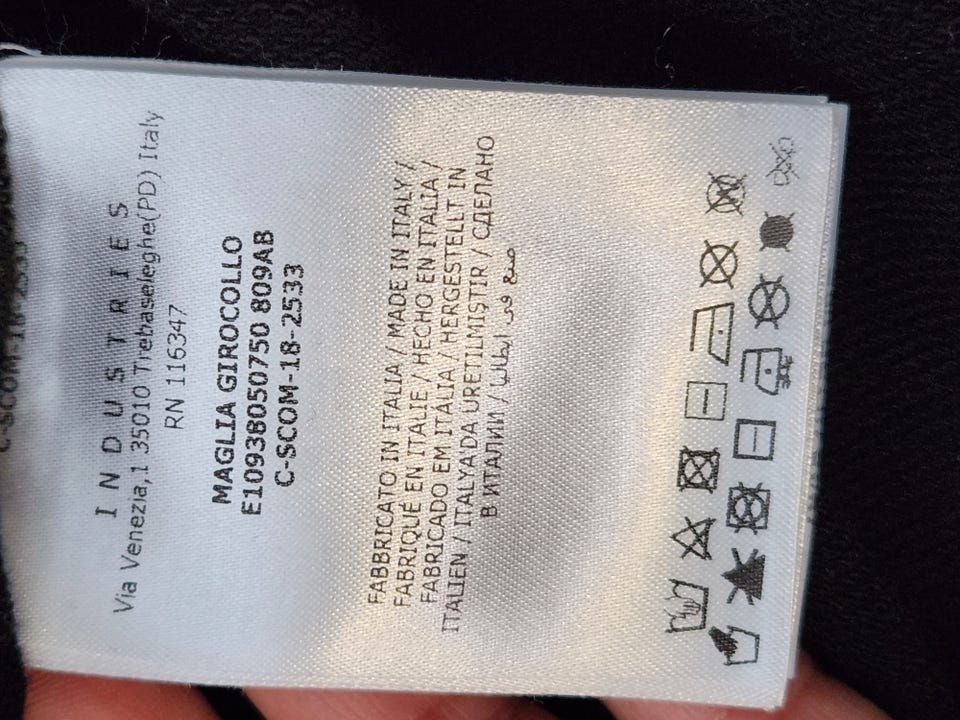 I N D U S T R I E S
Via Venezia,1 35010 Trebaseleghe(PD) Italy
RN 116347
MAGLIA GIROCOLLO
E10938050750 809AB
C-SCOM-18-2533
FABBRICATO IN ITALIA / MADE IN ITALY /
FABRIQUÉ EN ITALIE / HECHO EN ITALIA /
FABRICADO EM ITALIA / HERGESTELLT IN
ITALIEN / ITALYA'DA URETILMIŞTIR / СДЕЛАНО
В ИТАЛИИ / صنع في إيطاليا